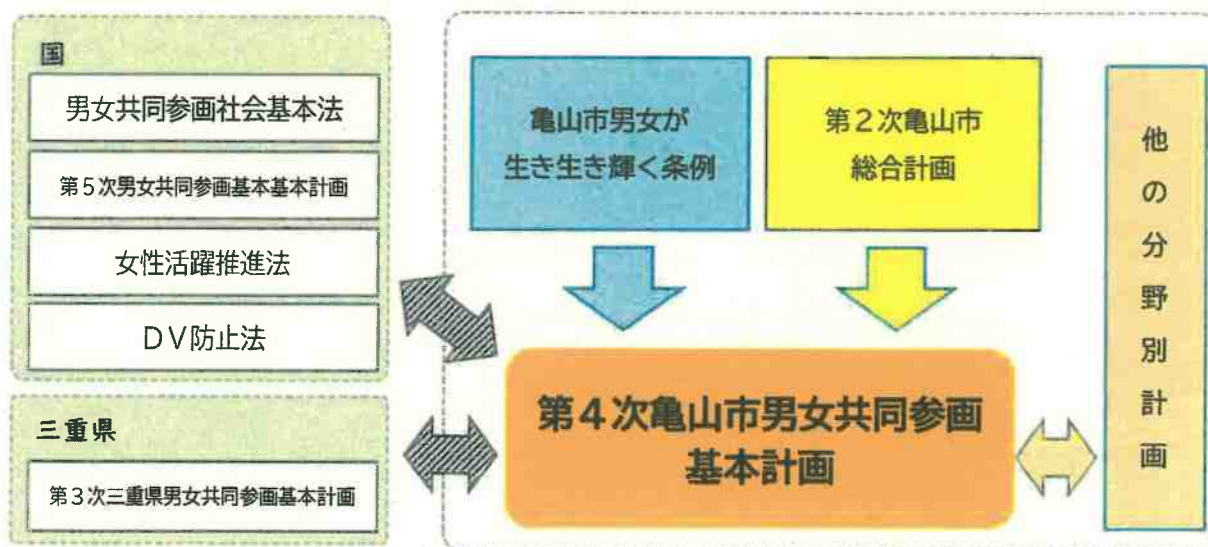 国
男女共同参画社会基本法
第5次男女共同参画基本基本計画
女性活躍推進法
DV防止法
三重県
第3次三重県男女共同参画基本計画
亀山市男女が
生き生き輝く条例
第2次亀山市
総合計画
第4次亀山市男女共同参画
基本計画
他の分野別計画